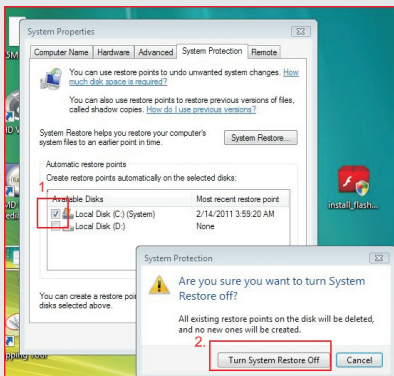 System Properties
Computer Name
Hardware
Advanced
System Protection
Remote
You can use restore points to undo unwanted system changes. How
much disk space is required?
You can also use restore points to restore previous versions of files,
called shadow copies. How do I use previous versions?
System Restore helps you restore your computer's
system files to an earlier point in time.
System Restore...
Automatic restore points
Create restore points automatically on the selected disks:
1.
Available Disks
Most recent restore point
Local Disk (C:) (System)
2/14/2011 3:59:20 AM
Local Disk (D:)
None
You can create a restore poi
disks selected above.
install_flash...
System Protection
Are you sure you want to turn System
Restore off?
All existing restore points on the disk will be deleted,
and no new ones will be created.
2.
Turn System Restore Off
Cancel